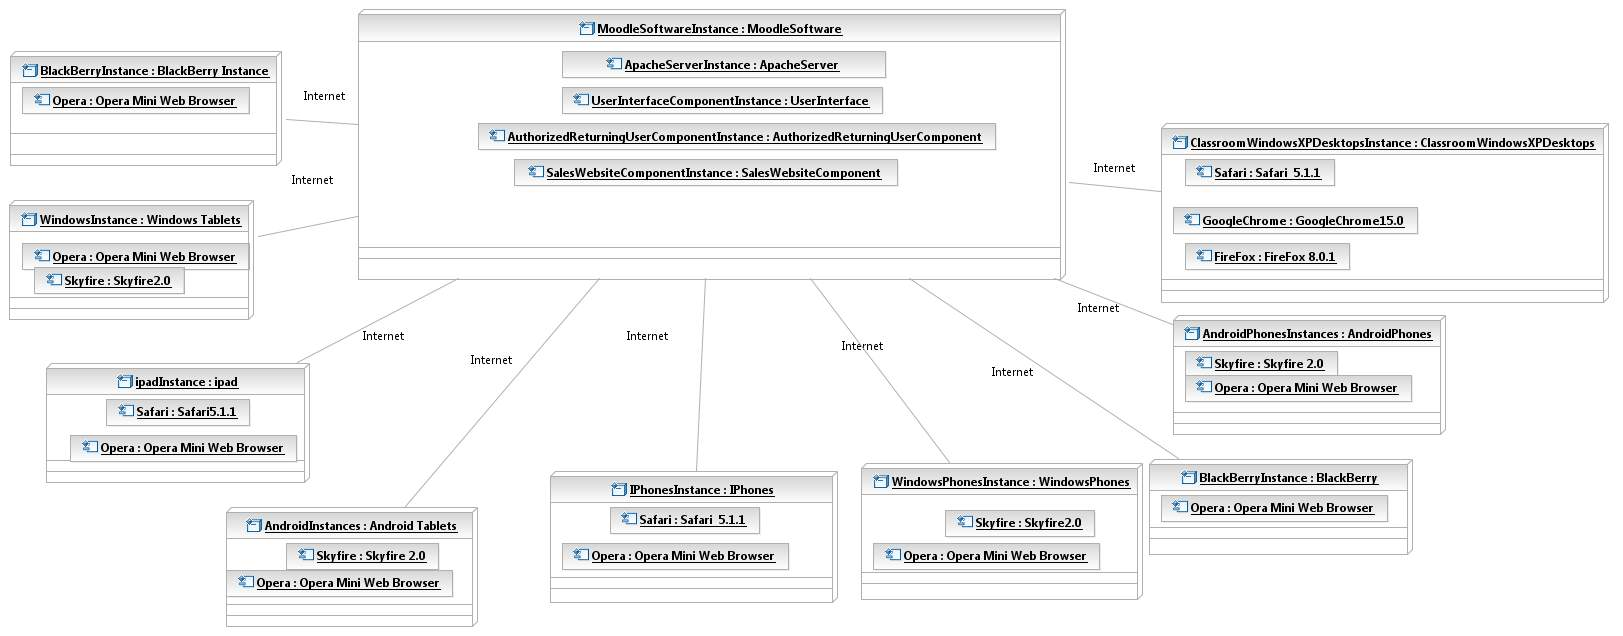 MoodleSoftwareInstance : MoodleSoftware
ApacheServerInstance : ApacheServer
UserInterfaceComponentInstance : UserInterface
AuthorizedReturningUserComponentInstance : AuthorizedReturningUserComponent
SalesWebsiteComponentInstance : SalesWebsiteComponent
BlackBerryInstance : BlackBerry Instance
Opera : Opera Mini Web Browser
Internet
Internet
WindowsInstance : Windows Tablets
Opera : Opera Mini Web Browser
Skyfire : Skyfire2.0
Internet
ClassroomWindowsXPDesktopsInstance : ClassroomWindowsXPDesktops
Safari : Safari 5.1.1
GoogleChrome : GoogleChrome15.0
FireFox : FireFox 8.0.1
Internet
Internet
Internet
Internet
Internet
Internet
AndroidPhonesInstances : AndroidPhones
Skyfire : Skyfire 2.0
Opera : Opera Mini Web Browser
ipadInstance : ipad
Safari : Safari5.1.1
Opera : Opera Mini Web Browser
AndroidInstances : Android Tablets
Skyfire : Skyfire 2.0
Opera : Opera Mini Web Browser
IPhonesInstance : IPhones
Safari : Safari 5.1.1
Opera : Opera Mini Web Browser
WindowsPhonesInstance : WindowsPhones
Skyfire : Skyfire2.0
Opera : Opera Mini Web Browser
BlackBerryInstance : BlackBerry
Opera : Opera Mini Web Browser